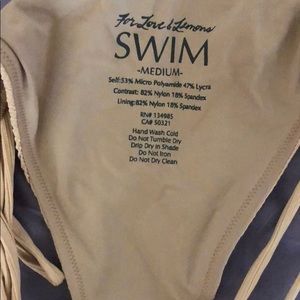 For Love & Lemons
SWIM
-MEDIUM-
Self:53% Micro Polyamide 47% Lycra
Contrast: 82% Nylon 18% Spandex
Lining:82% Nylon 18% Spandex
RN# 134985
CA# 50321
Hand Wash Cold
Do Not Tumble Dry
Drip Dry in Shade
Do Not Iron
Do Not Dry Clean